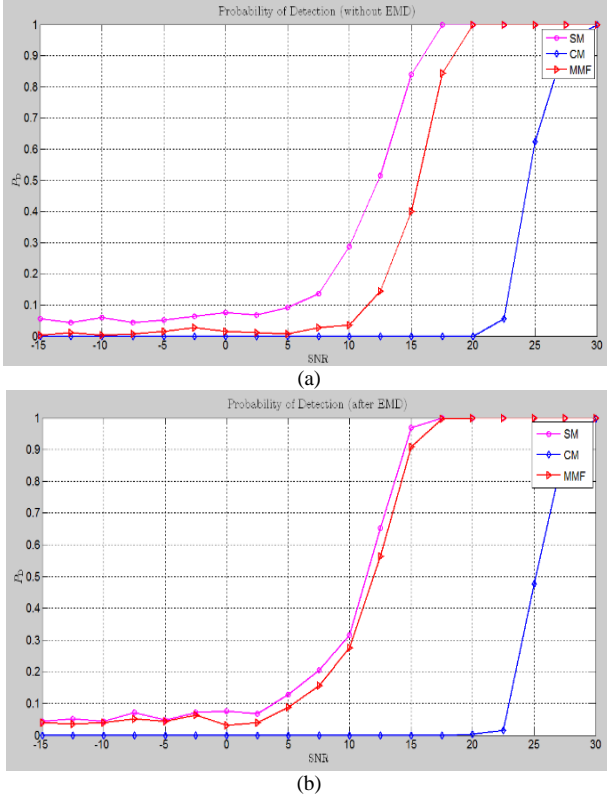 Probability of Detection (without EMD)
1
0.9
0.8
0.7
0.6
0.5
0.4
0.3
0.2
0.1
0
P_D
SM
CM
MMF
-15 -10 -5 0 5 10 15 20 25 30
SNR
(a)
Probability of Detection (after EMD)
1
0.9
0.8
0.7
0.6
0.5
0.4
0.3
0.2
0.1
0
P_D
SM
CM
MMF
-15 -10 -5 0 5 10 15 20 25 30
SNR
(b)